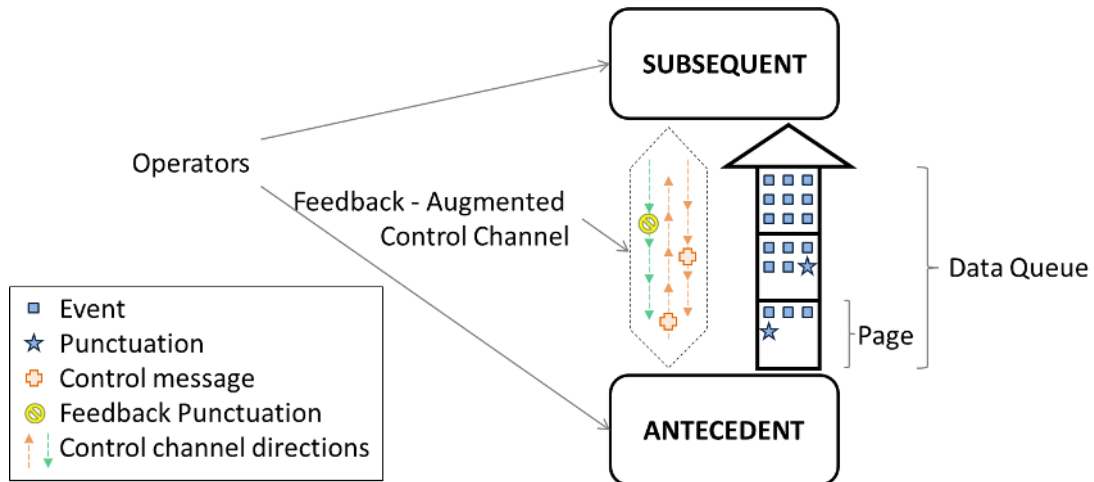 SUBSEQUENT
Operators
Feedback - Augmented
Control Channel
Data Queue
Page
Event
Punctuation
Control message
Feedback Punctuation
Control channel directions
ANTECEDENT